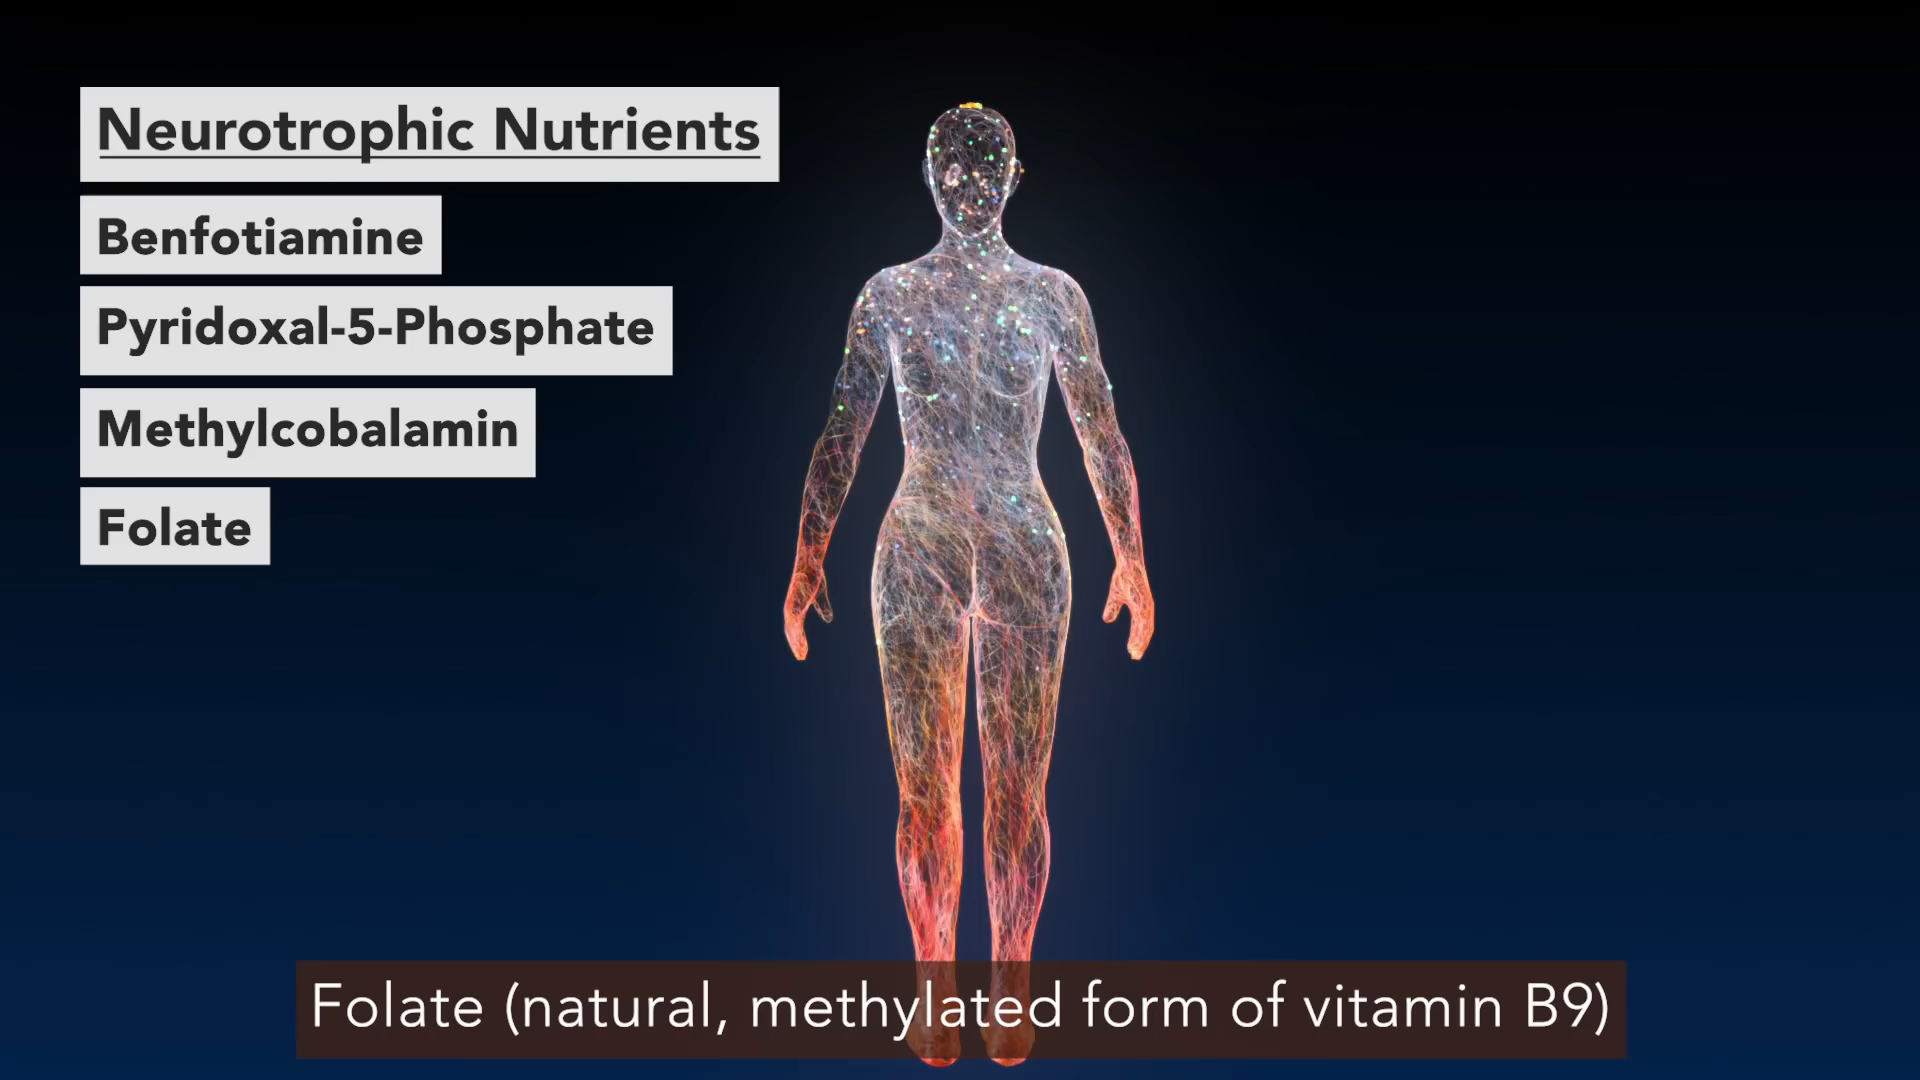 Neurotrophic Nutrients
Benfotiamine
Pyridoxal-5-Phosphate
Methylcobalamin
Folate
Folate (natural, methylated form of vitamin B9)